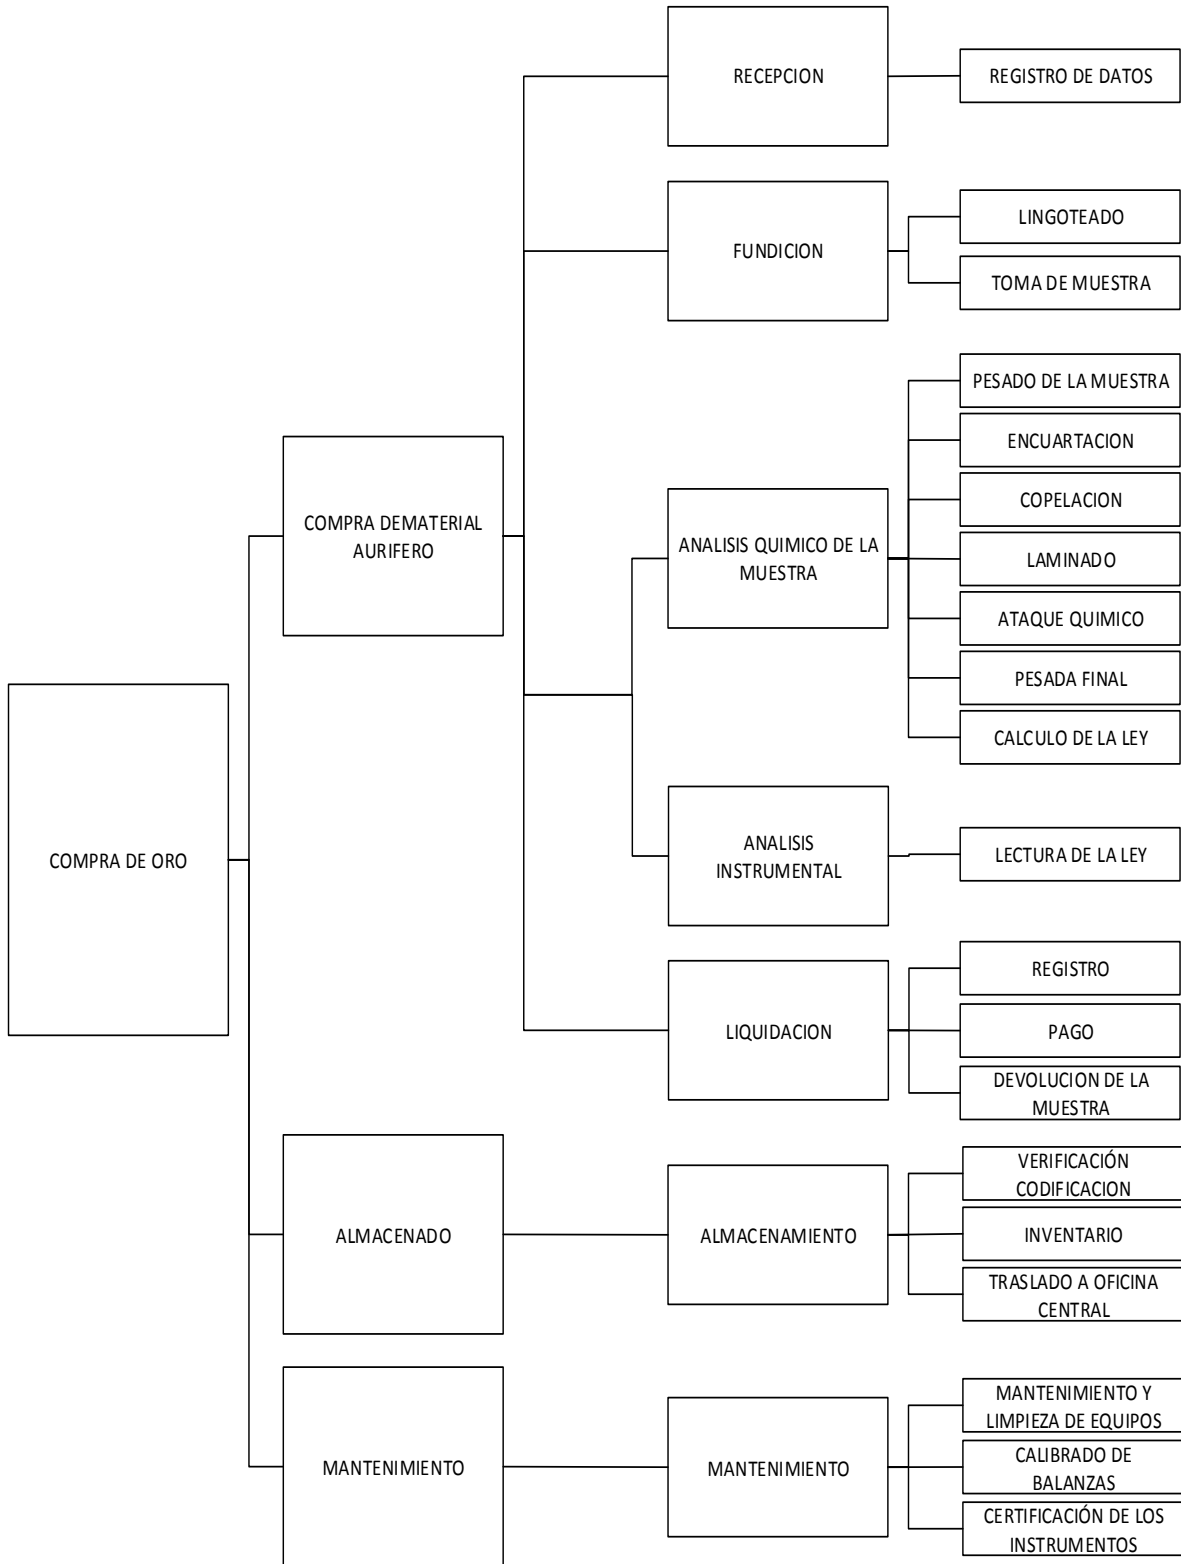 RECEPCION
REGISTRO DE DATOS
FUNDICION
LINGOTEADO
TOMA DE MUESTRA
PESADO DE LA MUESTRA
ENCUARTACION
COPELACION
COMPRA DEMATERIAL
AURIFERO
ANALISIS QUIMICO DE LA
MUESTRA
LAMINADO
ATAQUE QUIMICO
PESADA FINAL
CALCULO DE LA LEY
COMPRA DE ORO
ANALISIS
INSTRUMENTAL
LECTURA DE LA LEY
REGISTRO
LIQUIDACION
PAGO
DEVOLUCION DE LA
MUESTRA
VERIFICACIÓN
CODIFICACION
ALMACENADO
ALMACENAMIENTO
INVENTARIO
TRASLADO A OFICINA
CENTRAL
MANTENIMIENTO Y
LIMPIEZA DE EQUIPOS
MANTENIMIENTO
MANTENIMIENTO
CALIBRADO DE
BALANZAS
CERTIFICACIÓN DE LOS
INSTRUMENTOS